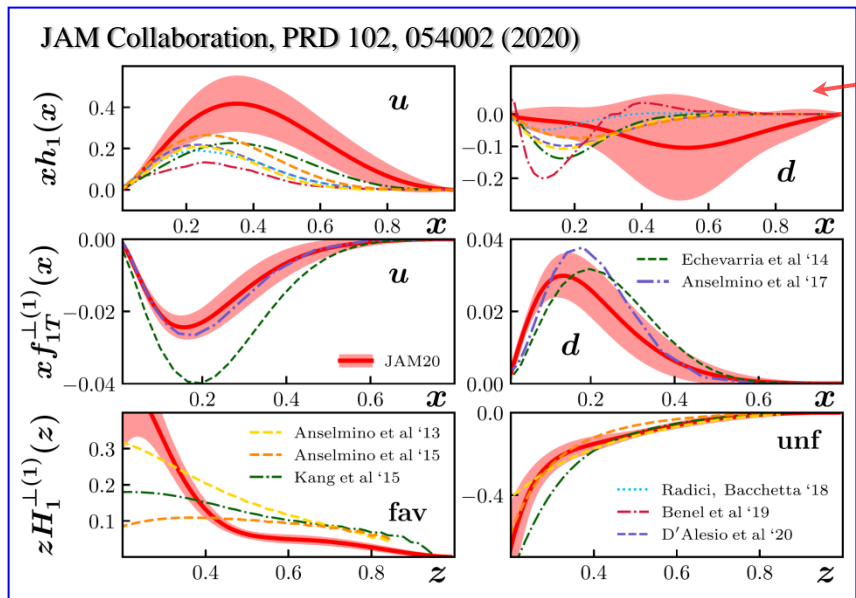 JAM Collaboration, PRD 102, 054002 (2020)
xh₁(x)
0.4
0.2
0.0
u
0.2 0.4 0.6 0.8 x
0.0
−0.1
−0.2
d
0.2 0.4 0.6 0.8 x
xf₁T⊥(1)(x)
0.00
−0.02
−0.04
u
JAM20
0.2 0.4 0.6 0.8 x
0.04
0.02
0.00
Echevarria et al ‘14
Anselmino et al ‘17
d
0.2 0.4 0.6 0.8 x
zH₁⊥(1)(z)
0.3
0.2
0.1
Anselmino et al ‘13
Anselmino et al ‘15
Kang et al ‘15
fav
0.4 0.6 0.8 z
0.0
−0.4
unf
Radici, Bacchetta ‘18
Benel et al ‘19
D′Alesio et al ‘20
0.4 0.6 0.8 z